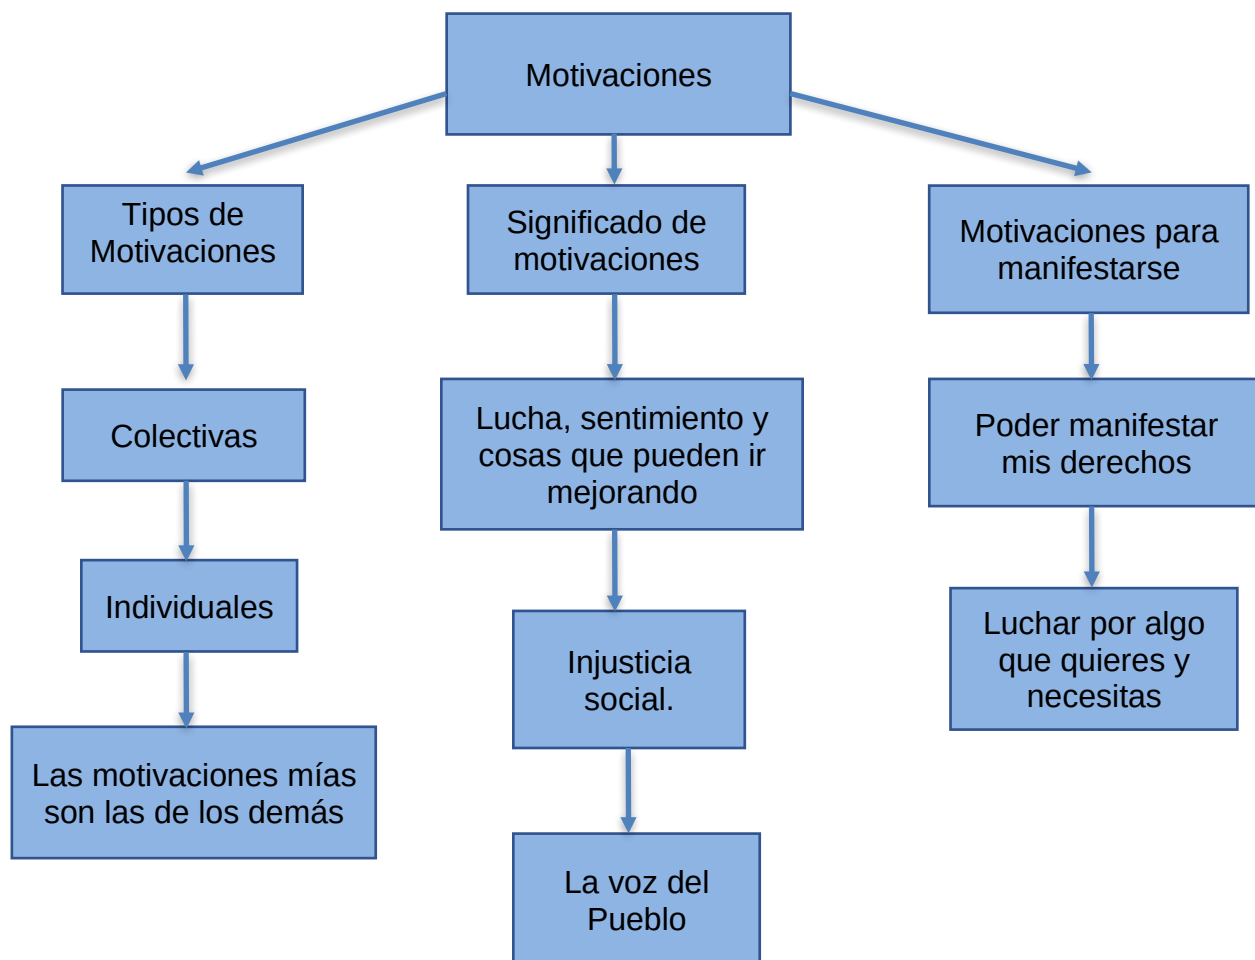 Motivaciones
Tipos de
Motivaciones
Colectivas
Individuales
Las motivaciones mías
son las de los demás
Significado de
motivaciones
Lucha, sentimiento y
cosas que pueden ir
mejorando
Injusticia
social.
La voz del
Pueblo
Motivaciones para
manifestarse
Poder manifestar
mis derechos
Luchar por algo
que quieres y
necesitas